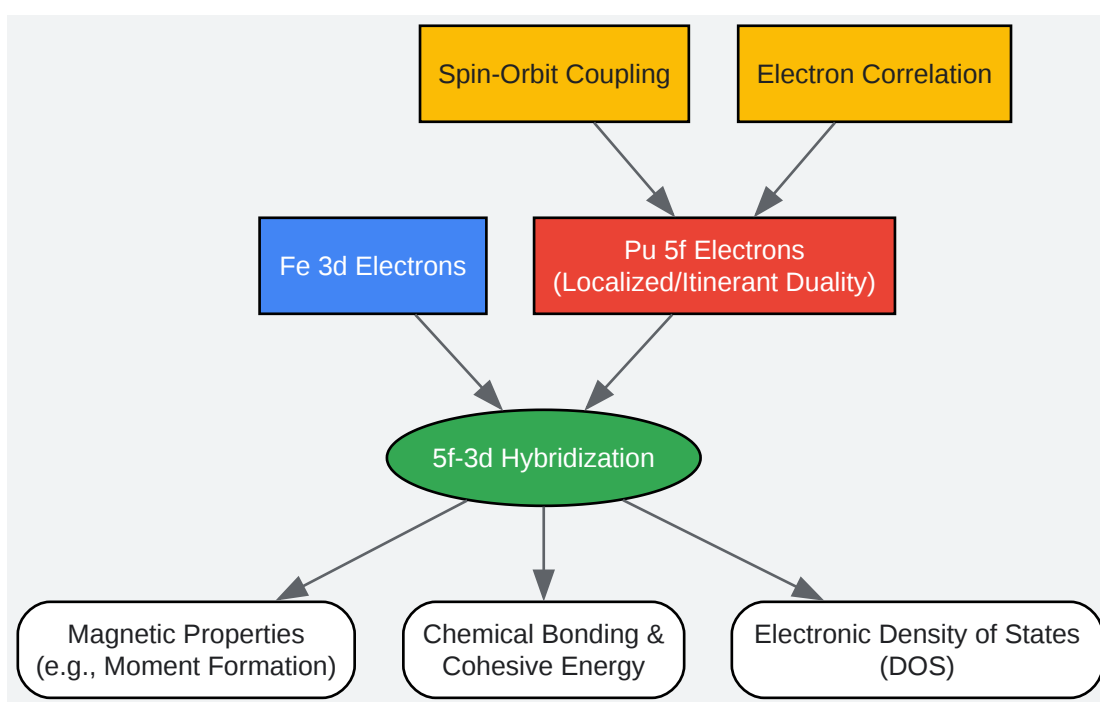 Spin-Orbit Coupling
Electron Correlation
Fe 3d Electrons
Pu 5f Electrons
(Localized/Itinerant Duality)
5f-3d Hybridization
Magnetic Properties
(e.g., Moment Formation)
Chemical Bonding &
Cohesive Energy
Electronic Density of States
(DOS)